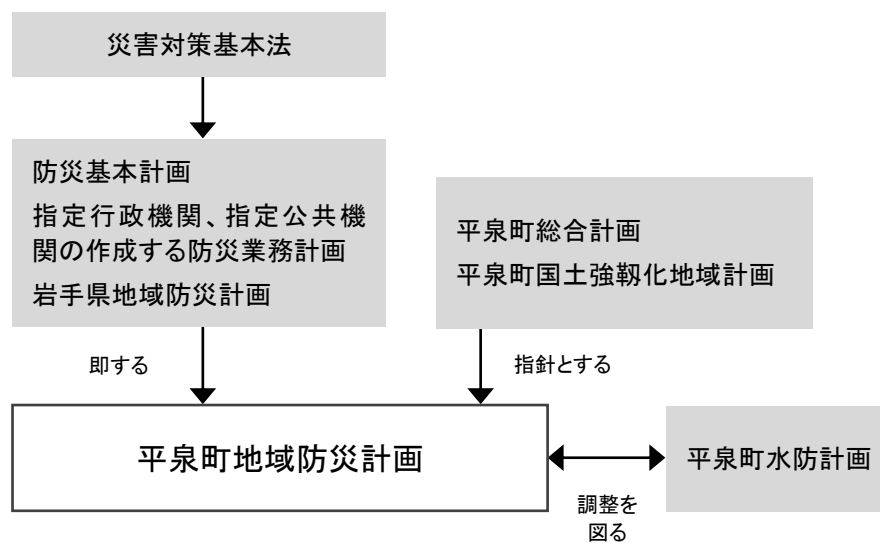 災害対策基本法
防災基本計画
指定行政機関、指定公共機
関の作成する防災業務計画
岩手県地域防災計画
平泉町総合計画
平泉町国土強靱化地域計画
即する
指針とする
平泉町地域防災計画
平泉町水防計画
調整を
図る